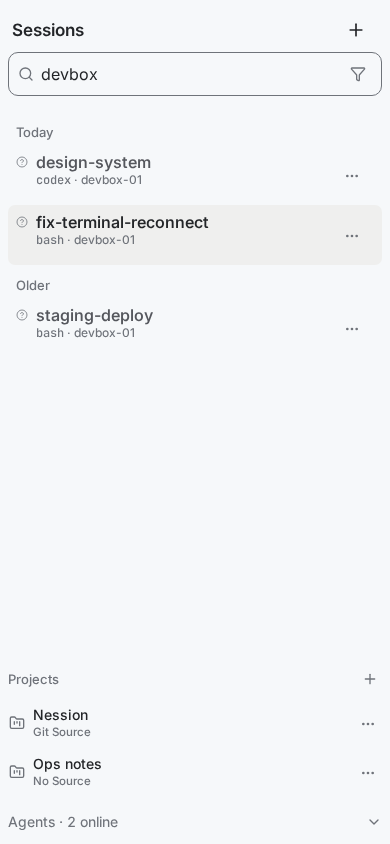 Sessions
devbox
Today
design-system
codex · devbox-01
fix-terminal-reconnect
bash · devbox-01
Older
staging-deploy
bash · devbox-01
Projects
Nession
Git Source
Ops notes
No Source
Agents · 2 online